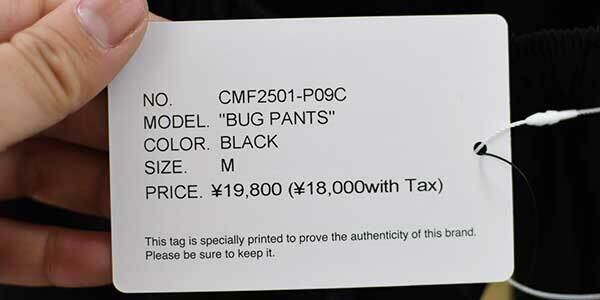 NO. CMF2501-P09C
MODEL. "BUG PANTS"
COLOR. BLACK
SIZE. M
PRICE. ¥19,800 (¥18,000with Tax)
This tag is specially printed to prove the authenticity of this brand.
Please be sure to keep it.